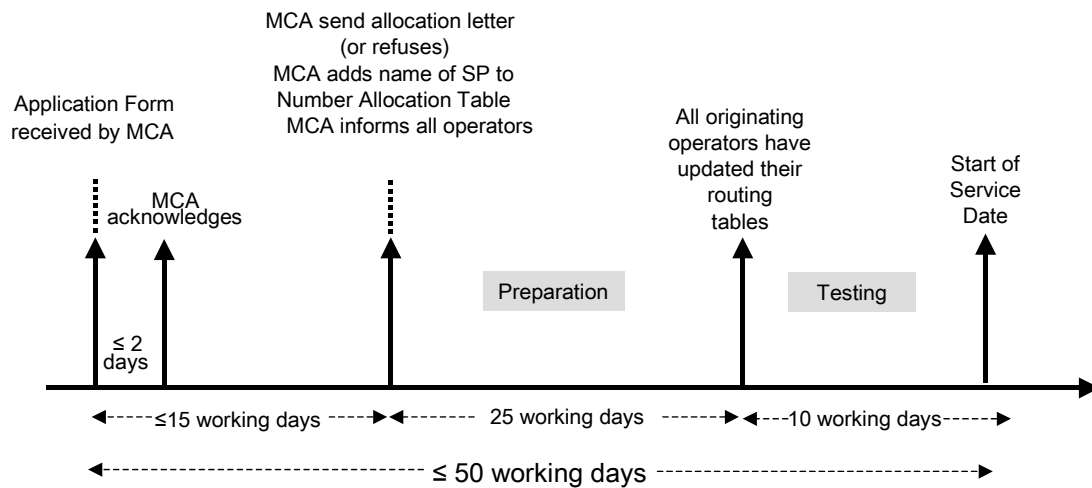 MCA send allocation letter
(or refuses)
MCA adds name of SP to
Number Allocation Table
MCA informs all operators
Application Form
received by MCA
All originating
operators have
updated their
routing
tables
Start of
Service
Date
MCA
acknowledges
Preparation
Testing
≤ 2
days
≤15 working days
25 working days
10 working days
≤ 50 working days